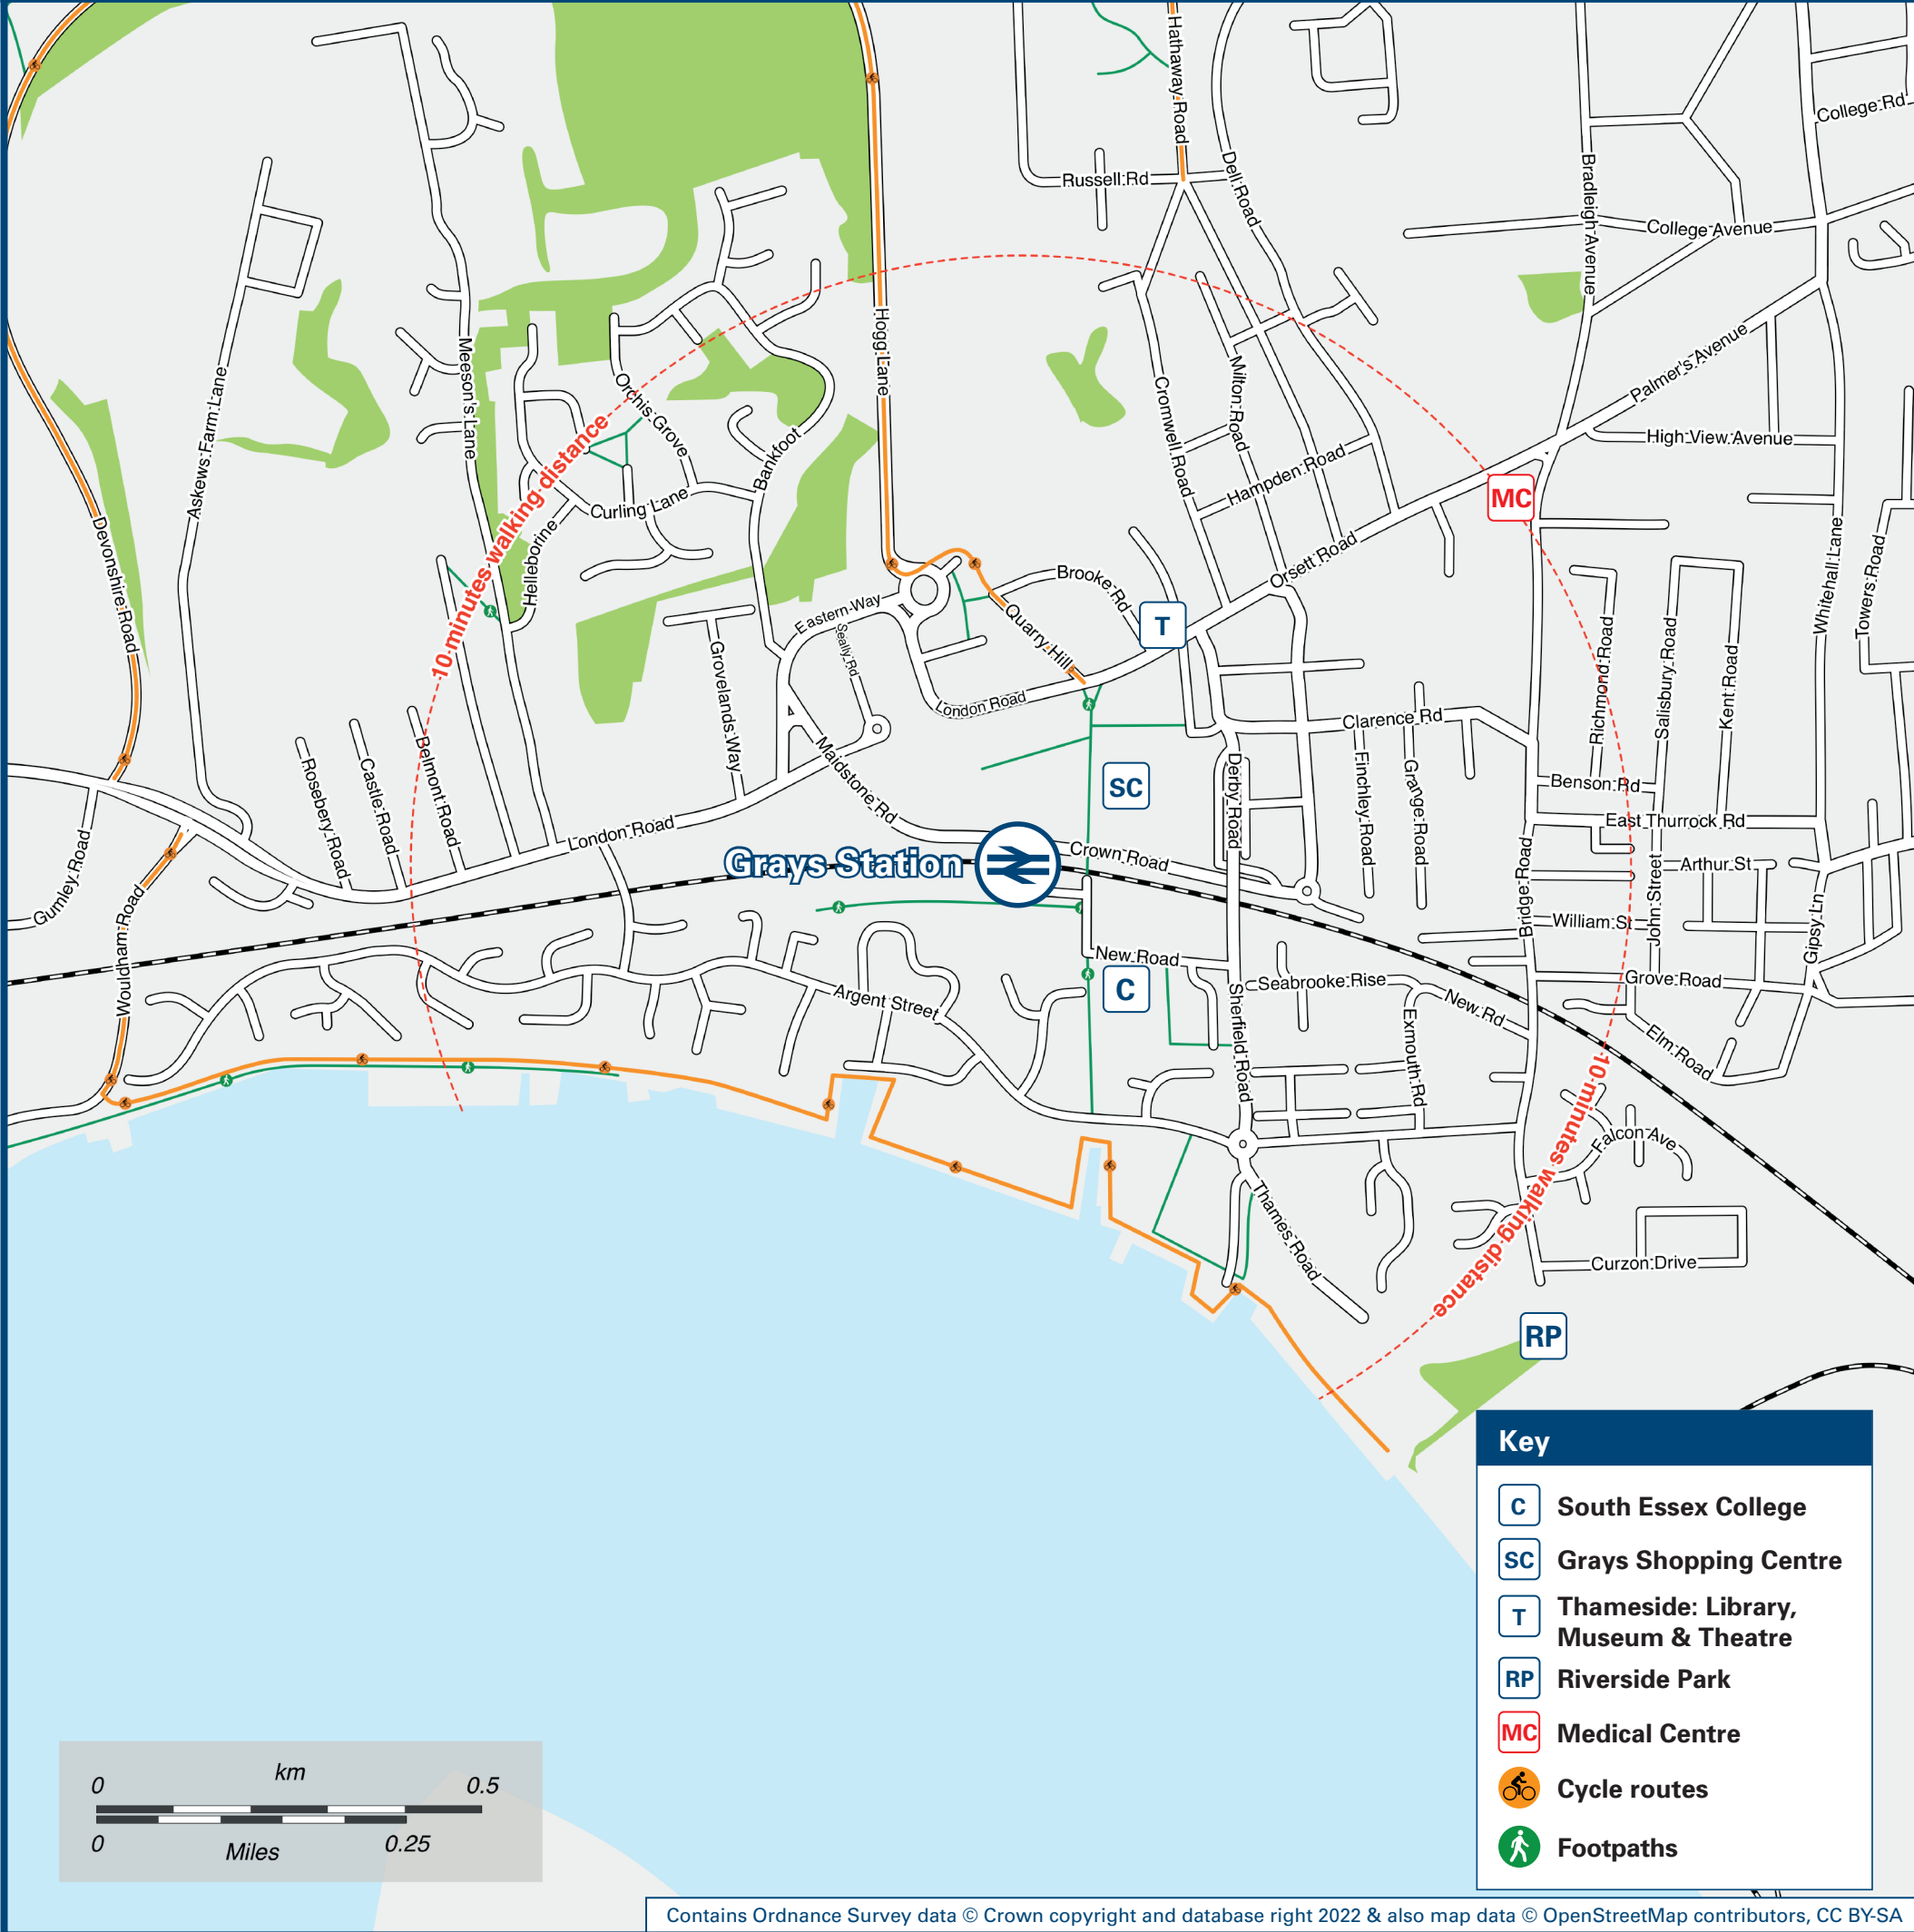 Hathaway Road
Dell Road
Russell Rd
Bradleigh Avenue
College Rd
College Avenue
Palmer's Avenue
High View Avenue
Hogg Lane
Meeson's Lane
Askews Farm Lane
Orchis Grove
Bankfoot
Curling Lane
Helleborine
10 minutes walking distance
Devonshire Road
Cromwell Road
Milton Road
Hampden Road
Orsett Road
MC
Whitehall Lane
Towers Road
Brooke Rd
T
Eastern Way
Seally Rd
Quarry Hill
London Road
Grovelands Way
Maidstone Rd
Richmond Road
Salisbury Road
Kent Road
Clarence Rd
Finchley Road
Grange Road
Derby Road
SC
Benson Rd
East Thurrock Rd
Arthur St
John Street
William St
Bridge Road
Gipsy Ln
Grove Road
Rosebery Road
Castle Road
Belmont Road
London Road
Gumley Road
Wouldham Road
Grays Station
Crown Road
New Road
C
Seabrooke Rise
New Rd
Sherfield Road
Exmouth Rd
Argent Street
Elm Road
10 minutes walking distance
Falcon Ave
Thames Road
Curzon Drive
RP
Key
C South Essex College
SC Grays Shopping Centre
T Thameside: Library,
Museum & Theatre
RP Riverside Park
MC Medical Centre
Cycle routes
Footpaths
km
0 0.5
0 0.25
Miles
Contains Ordnance Survey data © Crown copyright and database right 2022 & also map data © OpenStreetMap contributors, CC BY-SA